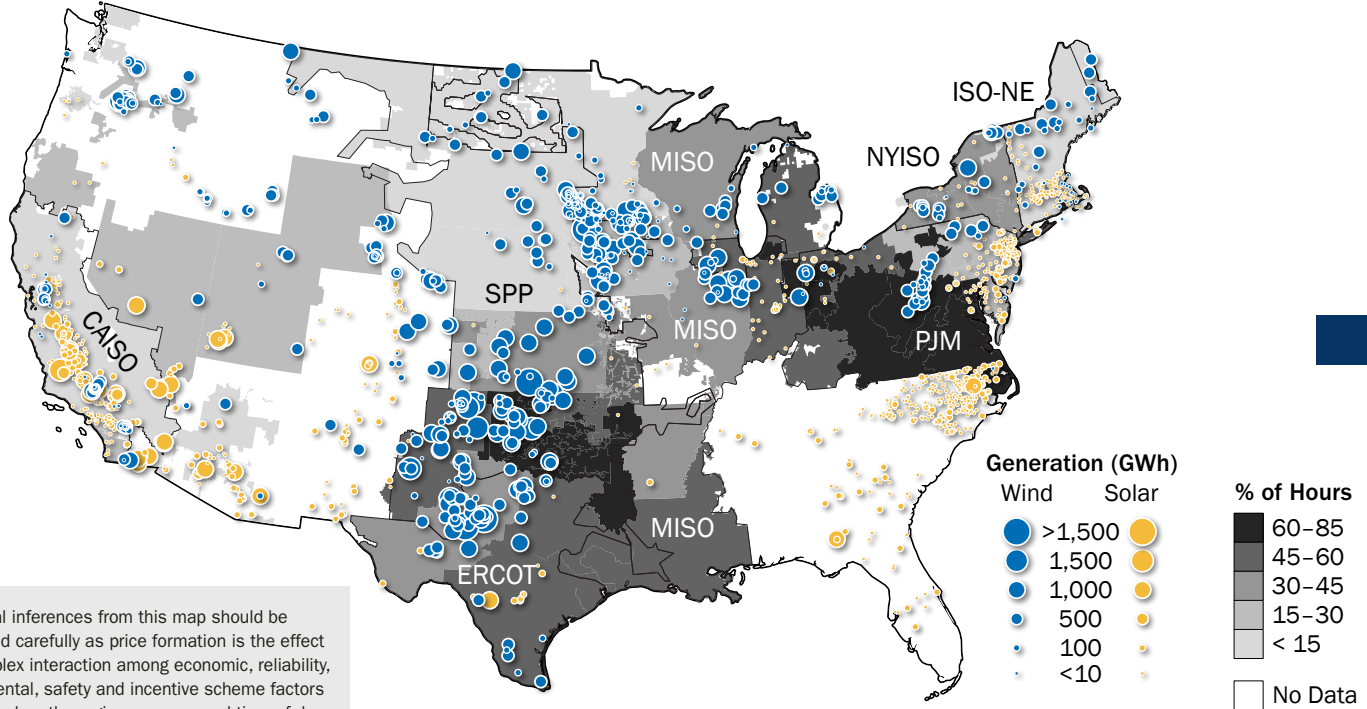 ISO-NE
NYISO
MISO
SPP
CAISO
MISO
PJM
MISO
ERCOT
Generation (GWh)
Wind Solar
>1,500
1,500
1,000
500
100
<10
% of Hours
60–85
45–60
30–45
15–30
< 15
No Data
al inferences from this map should be
d carefully as price formation is the effect
plex interaction among economic, reliability,
ental, safety and incentive scheme factors